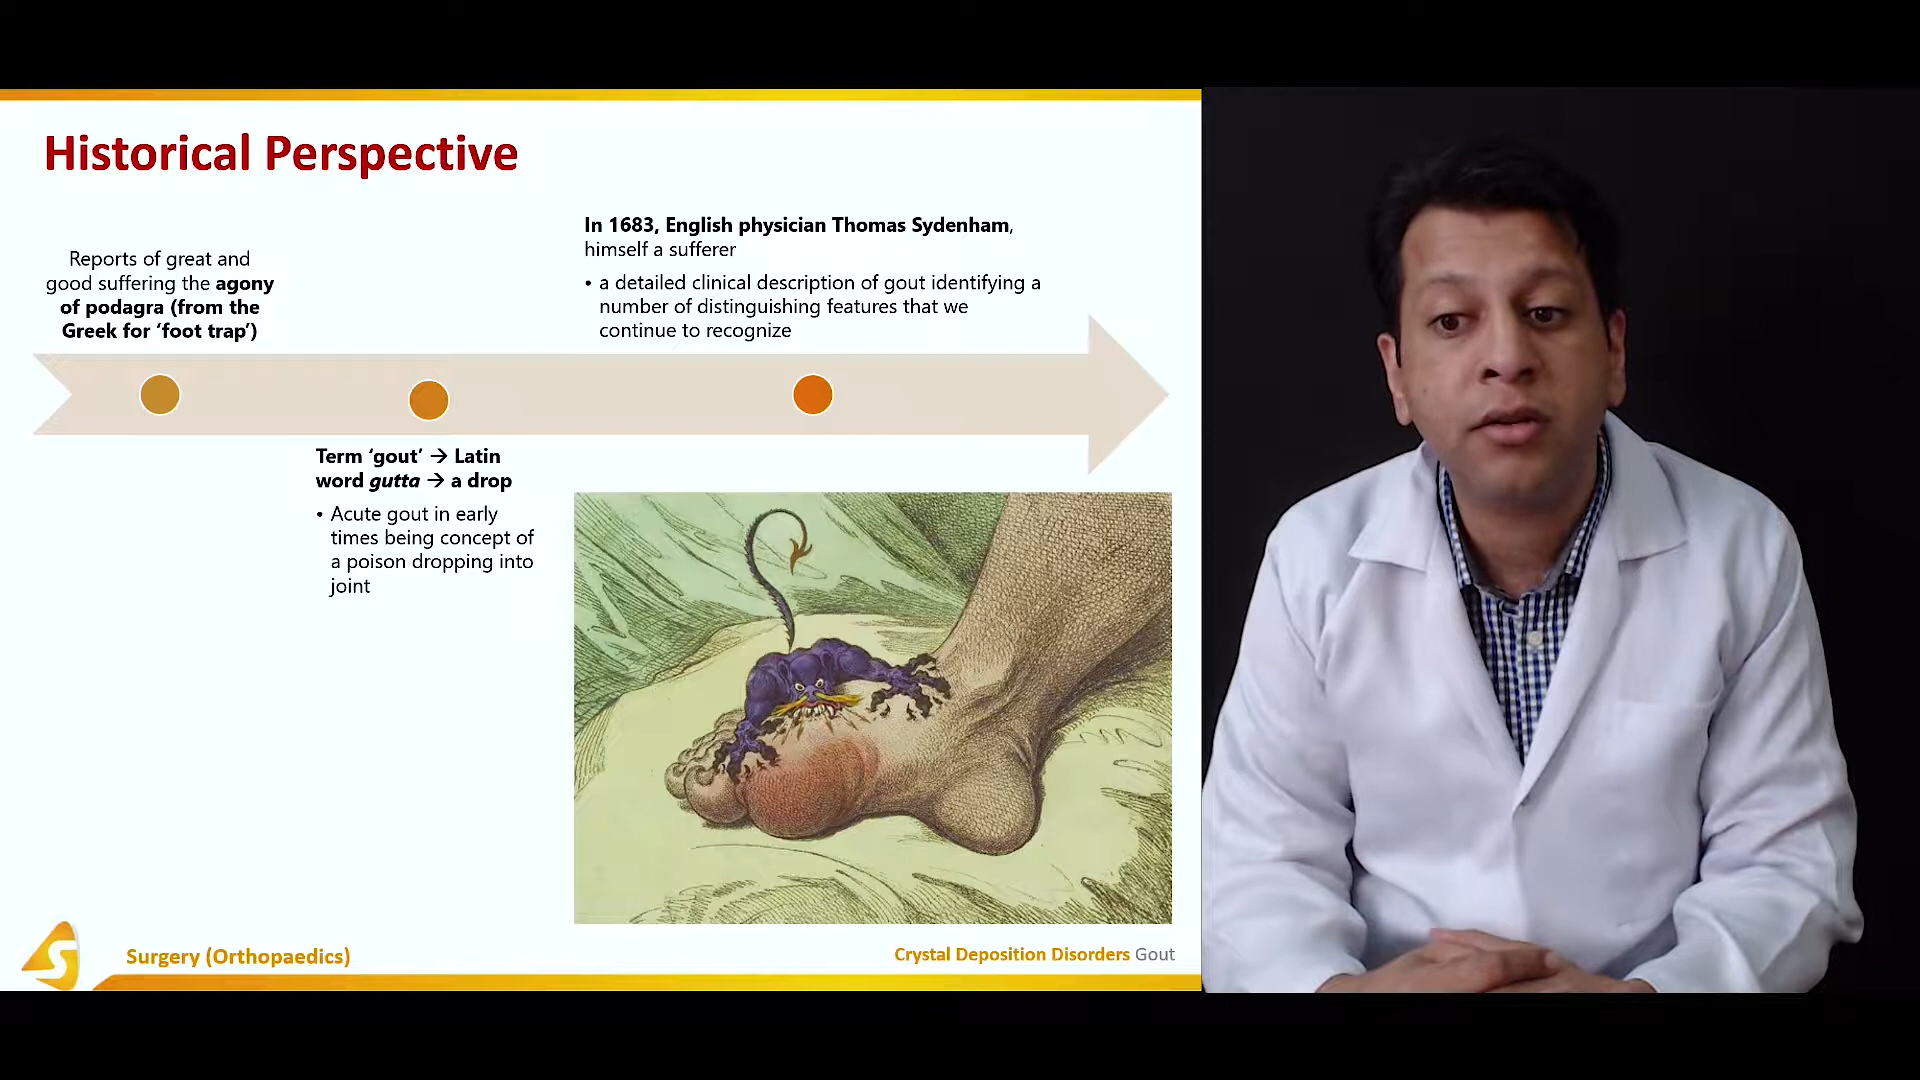 Historical Perspective
Reports of great and
good suffering the agony
of podagra (from the
Greek for ‘foot trap’)
In 1683, English physician Thomas Sydenham,
himself a sufferer
• a detailed clinical description of gout identifying a
number of distinguishing features that we
continue to recognize
Term ‘gout’ → Latin
word gutta → a drop
• Acute gout in early
times being concept of
a poison dropping into
joint
S
Surgery (Orthopaedics)
Crystal Deposition Disorders Gout